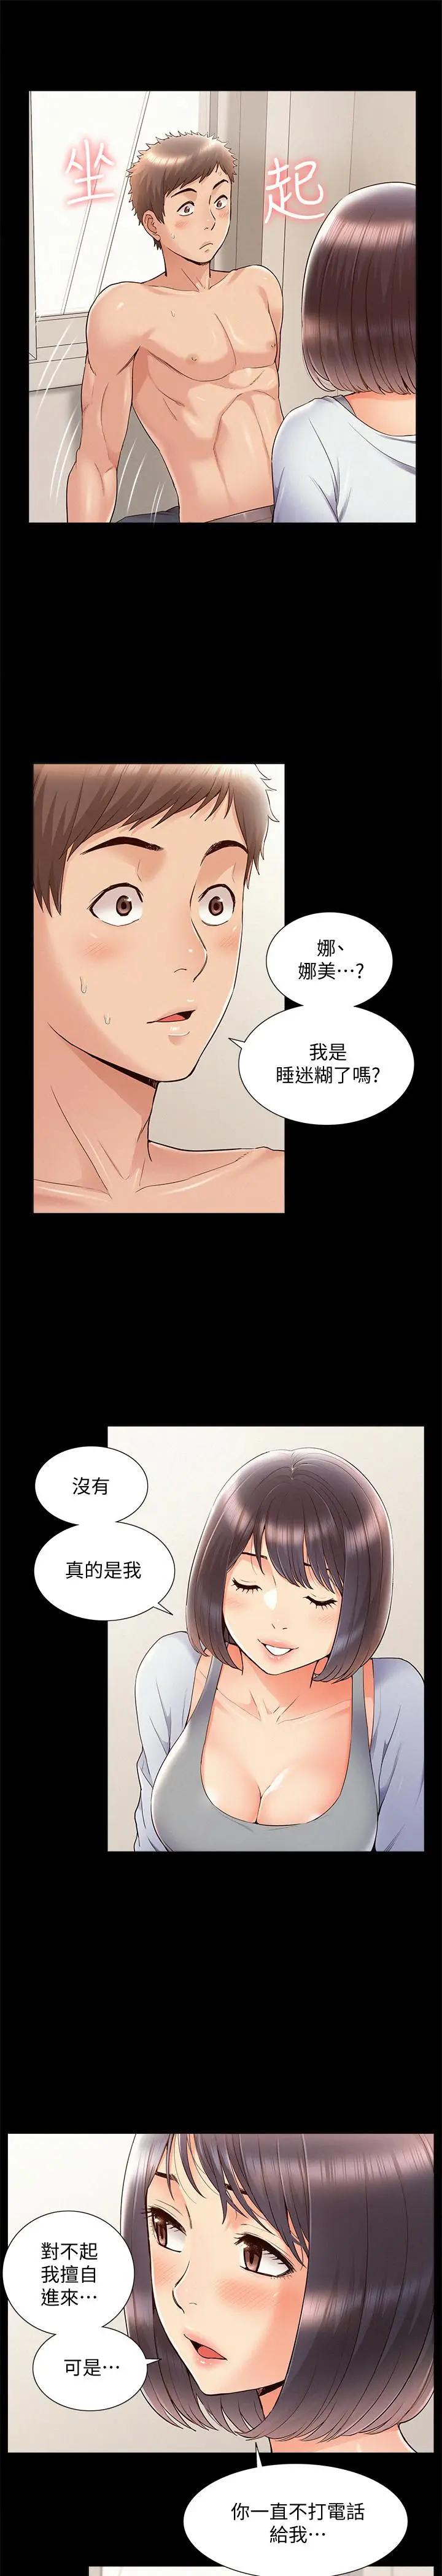 坐起
娜、
娜美…?
我是
睡迷糊了嗎?
沒有
真的是我
對不起
我擅自
進來…
可是…
你一直不打電話
給我…